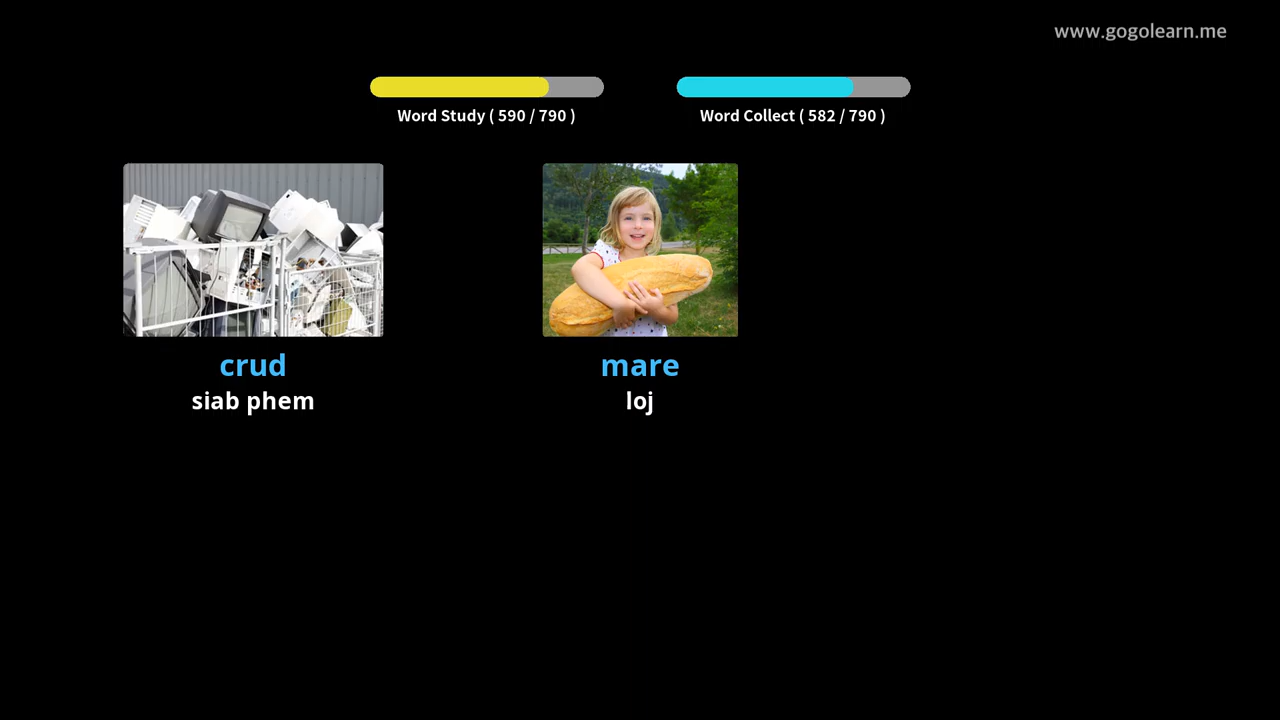 www.gogolearn.me
Word Study ( 590 / 790 )
Word Collect ( 582 / 790 )
crud
siab phem
mare
loj